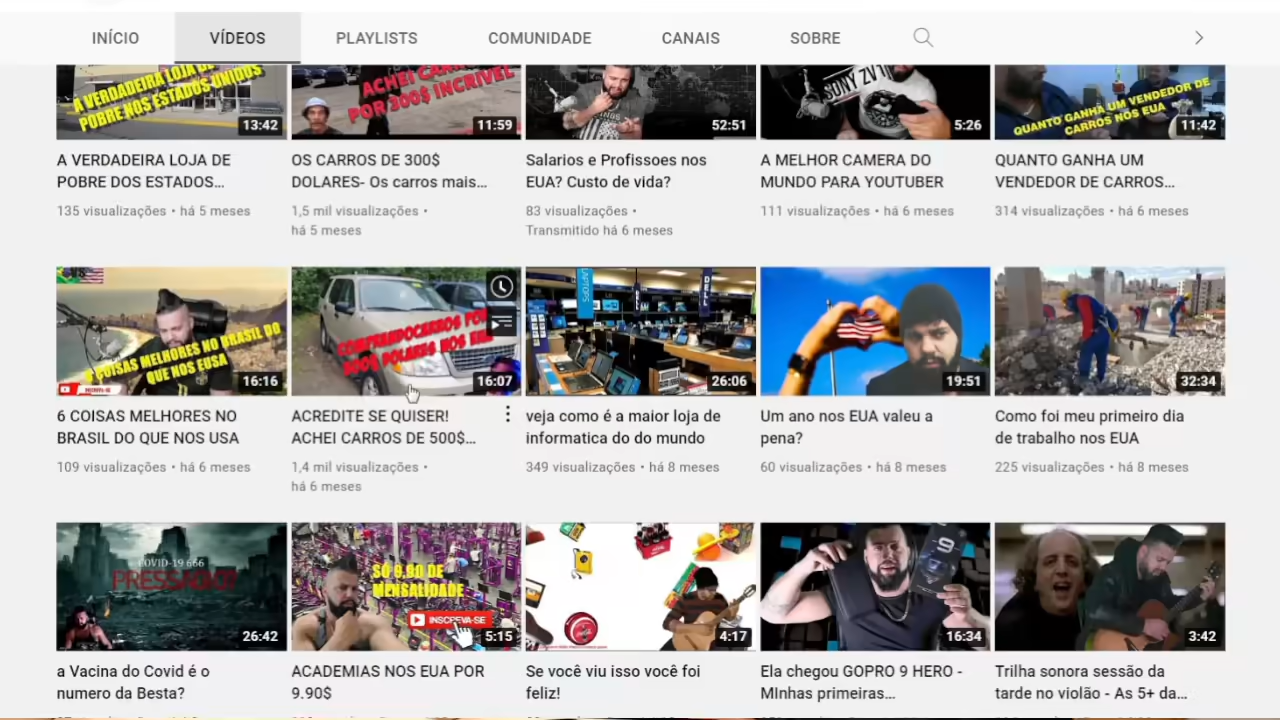 INÍCIO VÍDEOS PLAYLISTS COMUNIDADE CANAIS SOBRE
A VERDADEIRA LOJA DE
POBRE NOS ESTADOS UNIDOS
13:42
ACHEI
POR 300$ INCRIVEL
11:59
52:51
SONY ZV1
5:26
QUANTO GANHA UM VENDEDOR DE
CARROS NOS EUA
11:42
A VERDADEIRA LOJA DE
POBRE DOS ESTADOS...
135 visualizações • há 5 meses
OS CARROS DE 300$
DOLARES- Os carros mais...
1,5 mil visualizações •
há 5 meses
Salarios e Profissoes nos
EUA? Custo de vida?
83 visualizações •
Transmitido há 6 meses
A MELHOR CAMERA DO
MUNDO PARA YOUTUBER
111 visualizações • há 6 meses
QUANTO GANHA UM
VENDEDOR DE CARROS...
314 visualizações • há 6 meses
VS
COISAS MELHORES NO BRASIL DO
QUE NOS EUSA
16:16
COMPRANDO CARROS POR
DOLARES NOS EUA
16:07
LAPTOPS
DELL
26:06
19:51
32:34
6 COISAS MELHORES NO
BRASIL DO QUE NOS USA
109 visualizações • há 6 meses
ACREDITE SE QUISER!
ACHEI CARROS DE 500$...
1,4 mil visualizações •
há 6 meses
veja como é a maior loja de
informatica do do mundo
349 visualizações • há 8 meses
Um ano nos EUA valeu a
pena?
60 visualizações • há 8 meses
Como foi meu primeiro dia
de trabalho nos EUA
225 visualizações • há 8 meses
COVID-19 666
26:42
SÓ 9,90 DE
MENSALIDADE
INSCREVA-SE
5:15
4:17
9
16:34
3:42
a Vacina do Covid é o
numero da Besta?
ACADEMIAS NOS EUA POR
9.90$
Se você viu isso você foi
feliz!
Ela chegou GOPRO 9 HERO -
MInhas primeiras...
Trilha sonora sessão da
tarde no violão - As 5+ da...